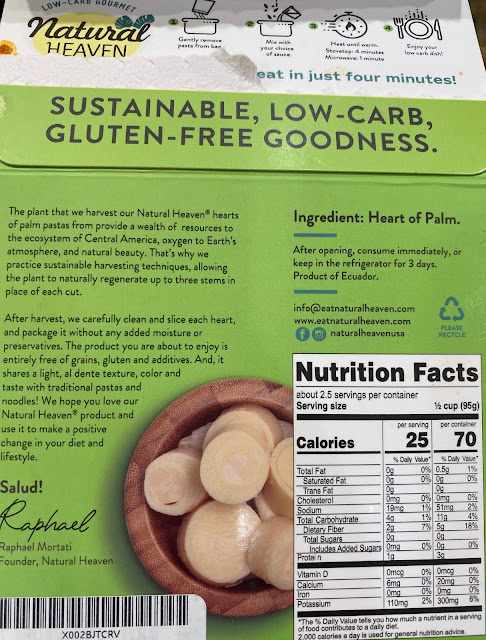 LOW-CARB GOURMET
Natural
HEAVEN
1
Gently remove
pasta from bag.
2
Mix with
your choice
of sauce.
3
Heat until warm.
Stovetop: 4 minutes
Microwave: 1 minute
4
Enjoy your
low carb dish!
eat in just four minutes!
SUSTAINABLE, LOW-CARB,
GLUTEN-FREE GOODNESS.
The plant that we harvest our Natural Heaven® hearts
of palm pastas from provide a wealth of resources to
the ecosystem of Central America, oxygen to Earth's
atmosphere, and natural beauty. That's why we
practice sustainable harvesting techniques, allowing
the plant to naturally regenerate up to three stems in
place of each cut.
After harvest, we carefully clean and slice each heart,
and package it without any added moisture or
preservatives. The product you are about to enjoy is
entirely free of grains, gluten and additives. And, it
shares a light, al dente texture, color and
taste with traditional pastas and
noodles! We hope you love our
Natural Heaven® product and
use it to make a positive
change in your diet and
lifestyle.
Salud!
Raphael
Raphael Mortati
Founder, Natural Heaven
X002BJTCRV
Ingredient: Heart of Palm.
After opening, consume immediately, or
keep in the refrigerator for 3 days.
Product of Ecuador.
info@eatnaturalheaven.com
www.eatnaturalheaven.com
naturalheavenusa
PLEASE
RECYCLE
Nutrition Facts
about 2.5 servings per container
Serving size ½ cup (95g)
per serving per container
Calories 25 70
% Daily Value* % Daily Value*
Total Fat 0g 0% 0.5g 1%
Saturated Fat 0g 0% 0g 0%
Trans Fat 0g 0g
Cholesterol 0mg 0% 0mg 0%
Sodium 19mg 1% 51mg 2%
Total Carbohydrate 4g 1% 11g 4%
Dietary Fiber 2g 7% 5g 18%
Total Sugars 0g 0g
Includes Added Sugars 0g 0% 0g 0%
Protein 1g 3g
Vitamin D 0mcg 0% 0mcg 0%
Calcium 6mg 0% 20mg 0%
Iron 0mg 0% 0mg 0%
Potassium 110mg 2% 300mg 6%
*The % Daily Value tells you how much a nutrient in a serving
of food contributes to a daily diet.
2,000 calories a day is used for general nutrition advice.